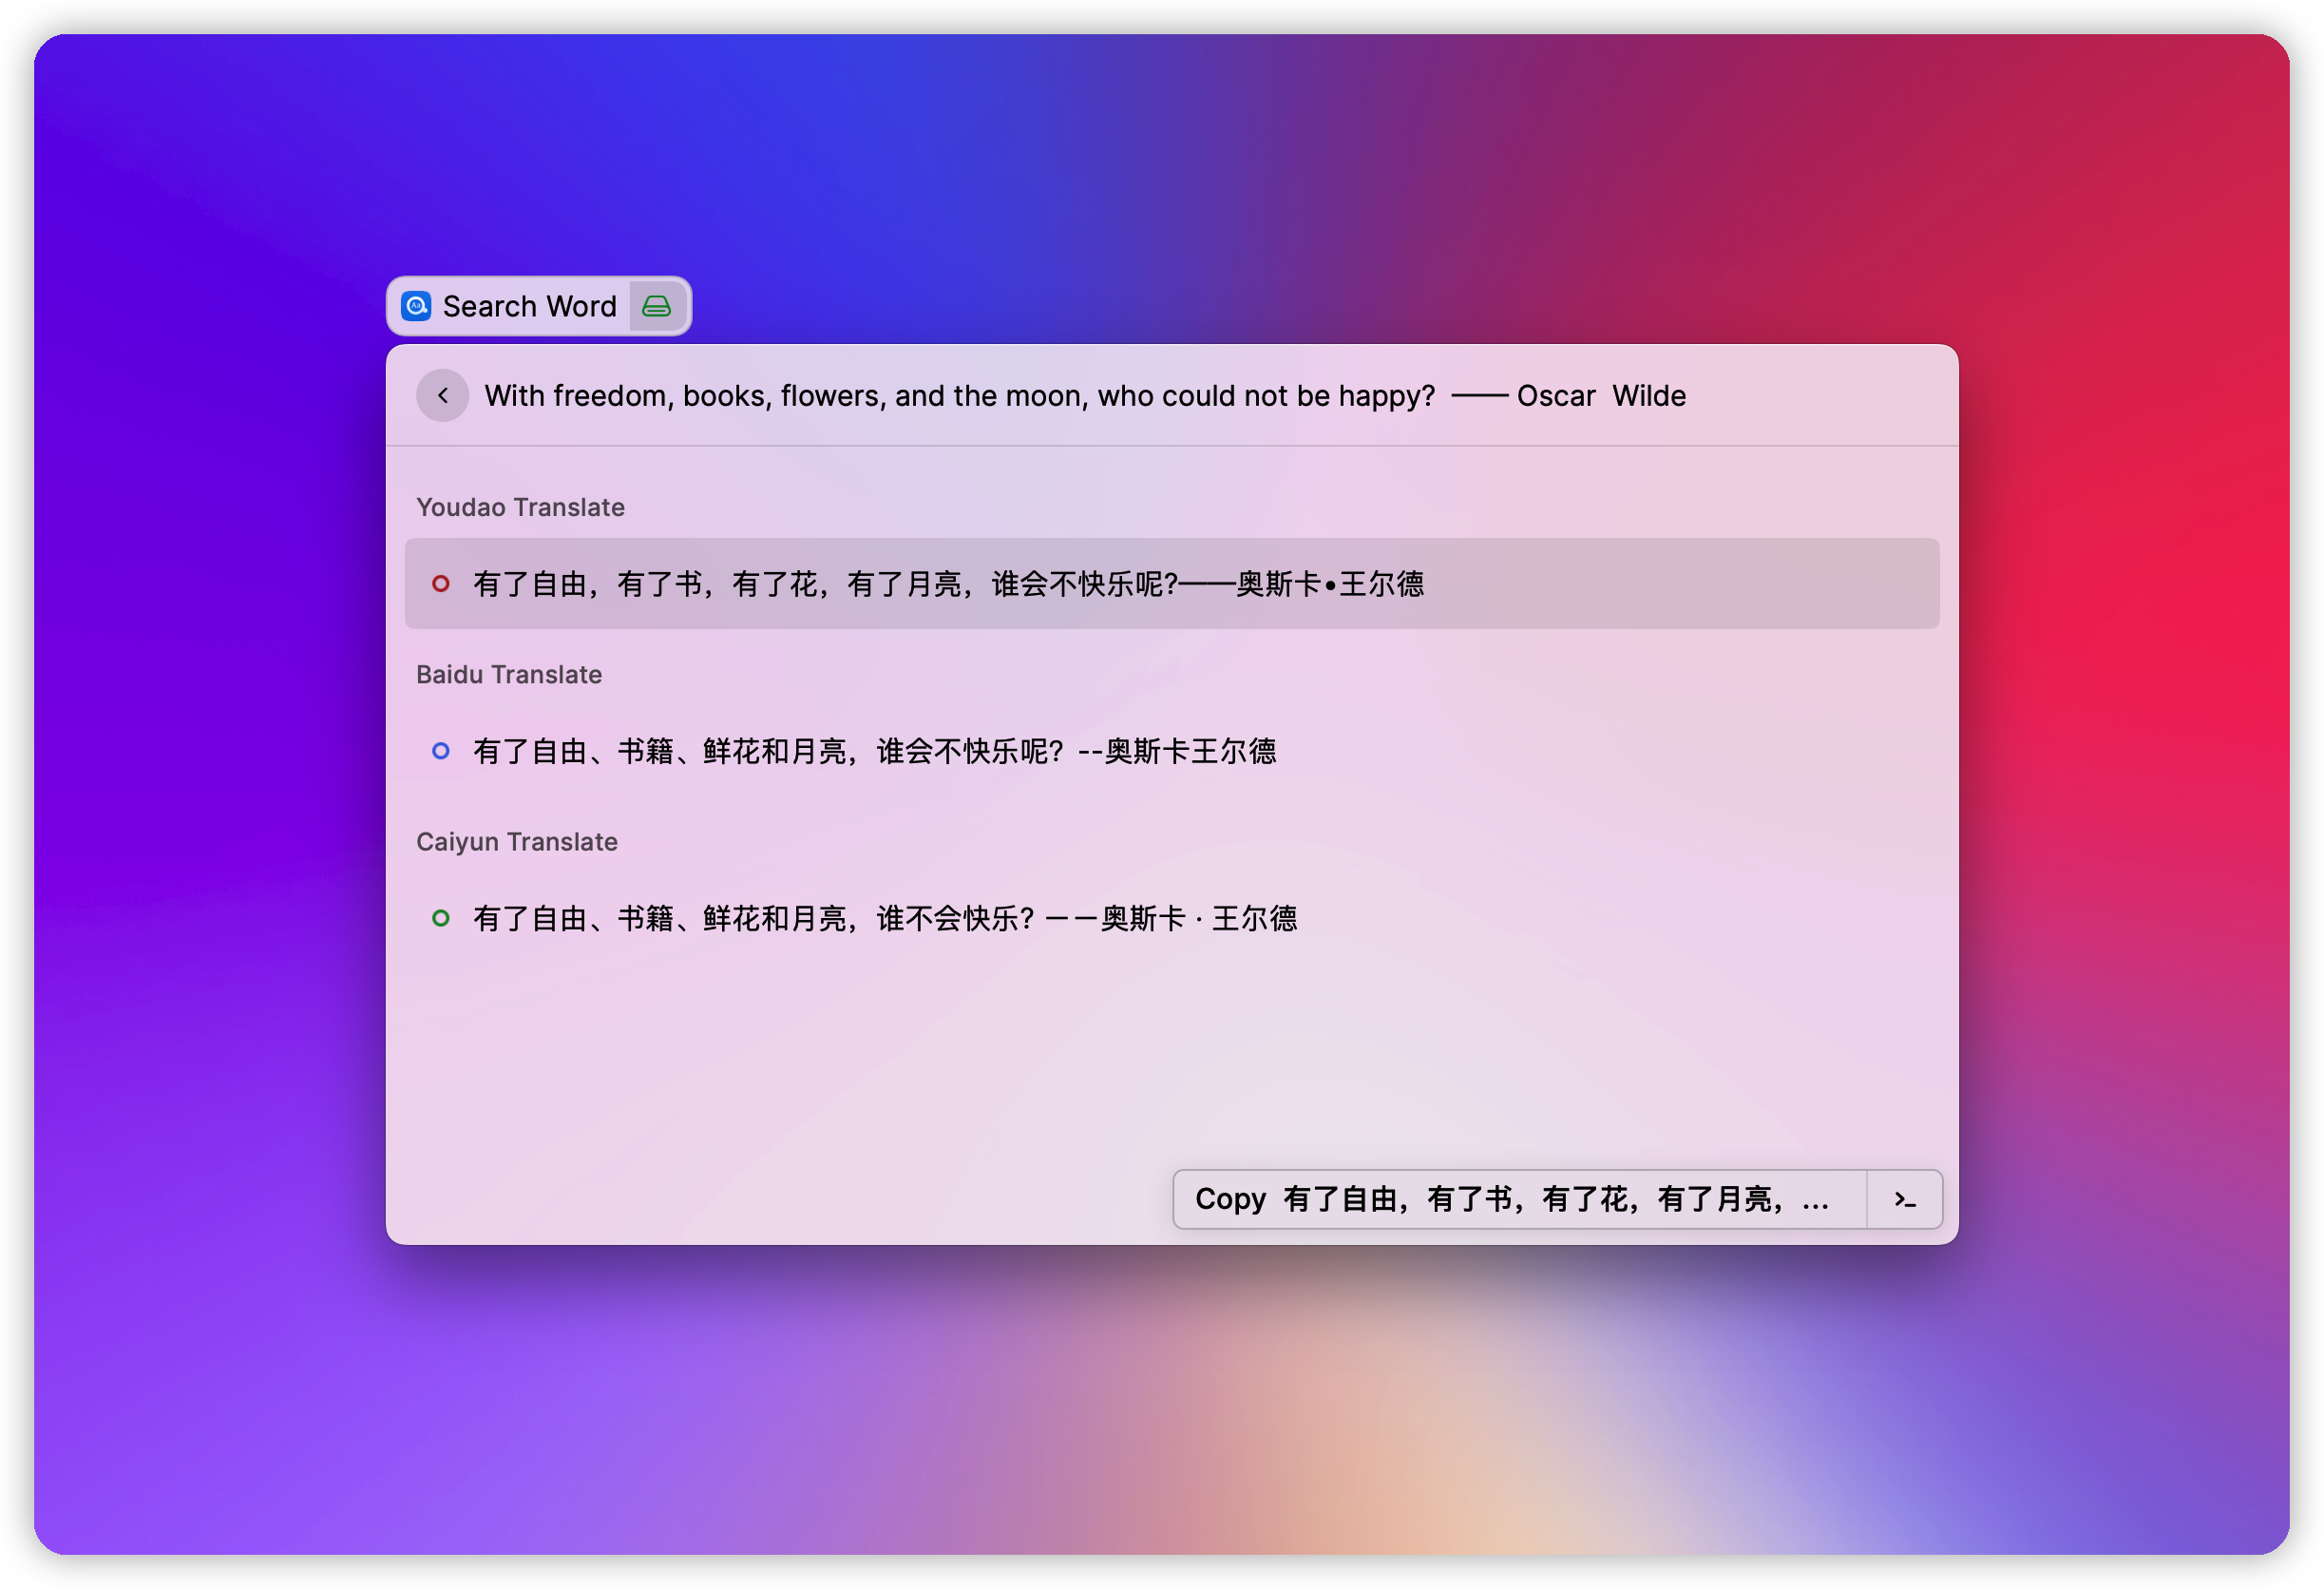 Search Word
With freedom, books, flowers, and the moon, who could not be happy? —— Oscar  Wilde
Youdao Translate
有了自由，有了书，有了花，有了月亮，谁会不快乐呢?——奥斯卡•王尔德
Baidu Translate
有了自由、书籍、鲜花和月亮，谁会不快乐呢？--奥斯卡王尔德
Caiyun Translate
有了自由、书籍、鲜花和月亮，谁不会快乐? ——奥斯卡 · 王尔德
Copy 有了自由，有了书，有了花，有了月亮，...